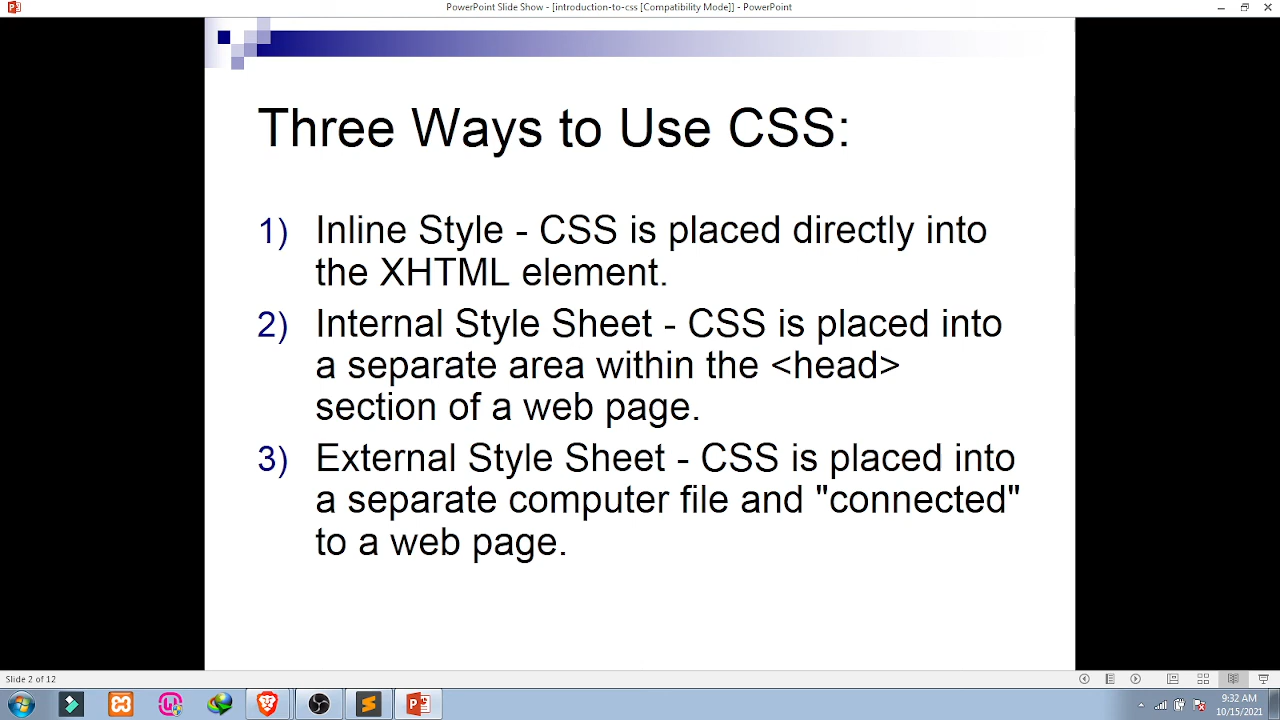 PowerPoint Slide Show - [introduction-to-css [Compatibility Mode]] - PowerPoint
Three Ways to Use CSS:
1) Inline Style - CSS is placed directly into
the XHTML element.
2) Internal Style Sheet - CSS is placed into
a separate area within the <head>
section of a web page.
3) External Style Sheet - CSS is placed into
a separate computer file and "connected"
to a web page.
Slide 2 of 12
9:32 AM
10/15/2021